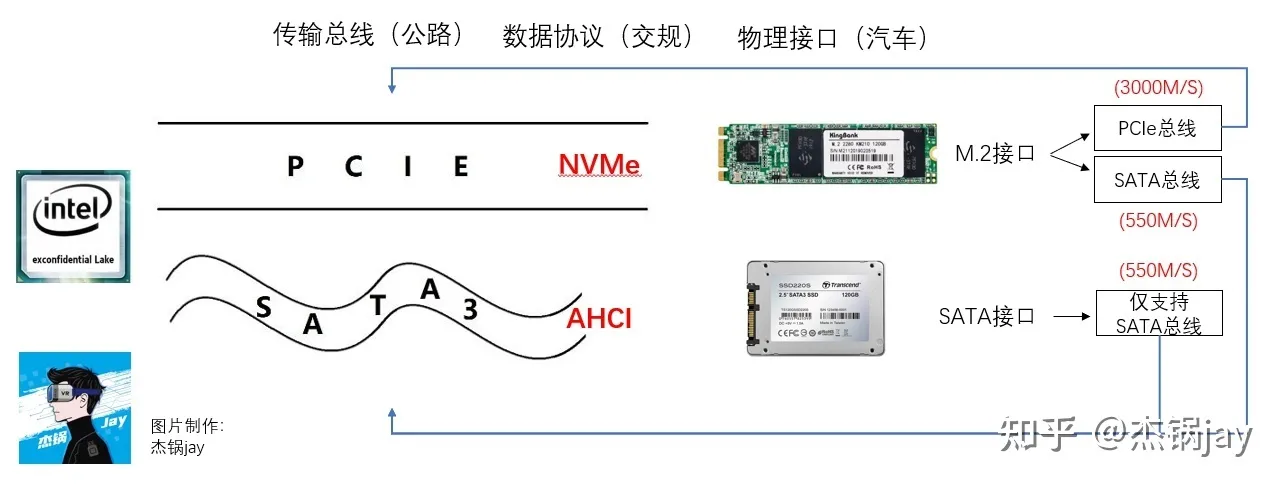 传输总线（公路） 数据协议（交规） 物理接口（汽车）
(3000M/S)
PCIe总线
M.2接口
SATA总线
(550M/S)
P C I E NVMe
KingBank
M.2 2280 KM210 120GB
CE FC RoHS
intel
exconfidential Lake
S A T A 3 AHCI
SSD220S
Transcend
2.5" SATA3 SSD 120GB
(550M/S)
SATA接口
仅支持
SATA总线
VR
Jay
杰锅
图片制作：
杰锅jay
知乎 @杰锅jay